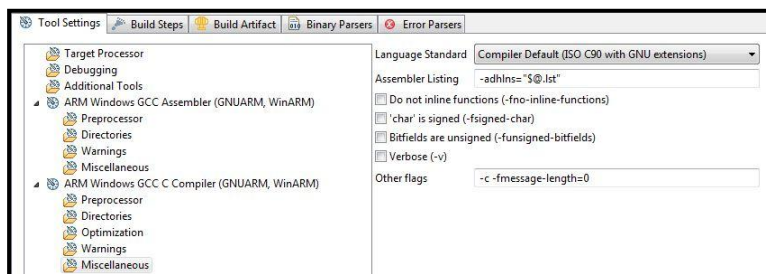 Tool Settings Build Steps Build Artifact Binary Parsers Error Parsers
Target Processor
Debugging
Additional Tools
ARM Windows GCC Assembler (GNUARM, WinARM)
Preprocessor
Directories
Warnings
Miscellaneous
ARM Windows GCC C Compiler (GNUARM, WinARM)
Preprocessor
Directories
Optimization
Warnings
Miscellaneous
Language Standard Compiler Default (ISO C90 with GNU extensions)
Assembler Listing -adhlns="$@.lst"
Do not inline functions (-fno-inline-functions)
'char' is signed (-fsigned-char)
Bitfields are unsigned (-funsigned-bitfields)
Verbose (-v)
Other flags -c -fmessage-length=0